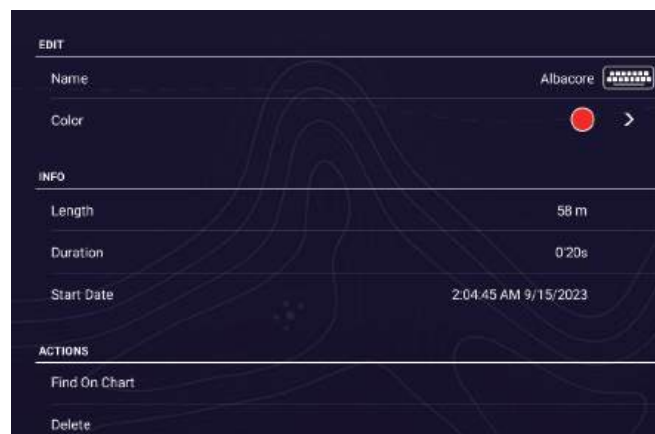 EDIT
Name Albacore
Color
INFO
Length 58 m
Duration 0'20s
Start Date 2:04:45 AM 9/15/2023
ACTIONS
Find On Chart
Delete